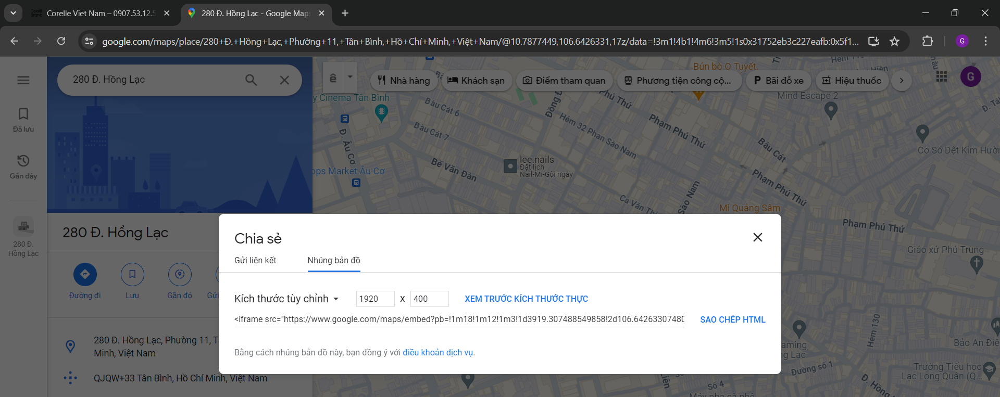 Corelle Viet Nam – 0907.53.12.5
280 Đ. Hồng Lạc - Google Maps
google.com/maps/place/280+Đ.+Hồng+Lạc,+Phường+11,+Tân+Bình,+Hồ+Chí+Minh,+Việt+Nam/@10.7877449,106.6426331,17z/data=!3m1!4b1!4m6!3m5!1s0x31752eb3c227eafb:0x5f1...
G
280 Đ. Hồng Lạc
ê
Nhà hàng
Khách sạn
Điểm tham quan
Phương tiện công cộ...
Bãi đỗ xe
Hiệu thuốc
G
Đã lưu
Gần đây
280 Đ.
Hồng Lạc
Bún bò O Tuyết,
y Cinema Tân Bình
Mind Escape 2
Bàu Cát 6
Bàu Cát 7
Phú Thứ
Phạm Phú Thứ
Hẻm 32 Phan Sào Nam
Đ. Âu Cơ
Bàu Cát
Cơ Sở Dệt Kim Hườn
lee.nails
Đặt lịch
Nail-Mi-Gội ngay
ops Market Âu Cơ
Bế Văn Đàn
Phạm Phú Thứ
Sào Nam
Ca Văn Th
Mì Quảng Sâm
Phạm Phú Thứ
Giáo xứ Phú Trung
280 Đ. Hồng Lạc
Đường đi
Lưu
Gần đó
Gửi
280 Đ. Hồng Lạc, Phường 11, T
Minh, Việt Nam
QJQW+33 Tân Bình, Hồ Chí Minh, Việt Nam
Chia sẻ
Gửi liên kết
Nhúng bản đồ
Kích thước tùy chỉnh
1920 x 400
XEM TRƯỚC KÍCH THƯỚC THỰC
<iframe src="https://www.google.com/maps/embed?pb=!1m18!1m12!1m3!1d3919.307488549858!2d106.64263307480
SAO CHÉP HTML
Bằng cách nhúng bản đồ này, bạn đồng ý với điều khoản dịch vụ.
Hẻm 130
aming
ng Lạc
Bảo An Điệ
Đường số 1
Trường Tiểu học
Lạc Long Quân (Q...
Số 4
Liên
Đ. Hồng